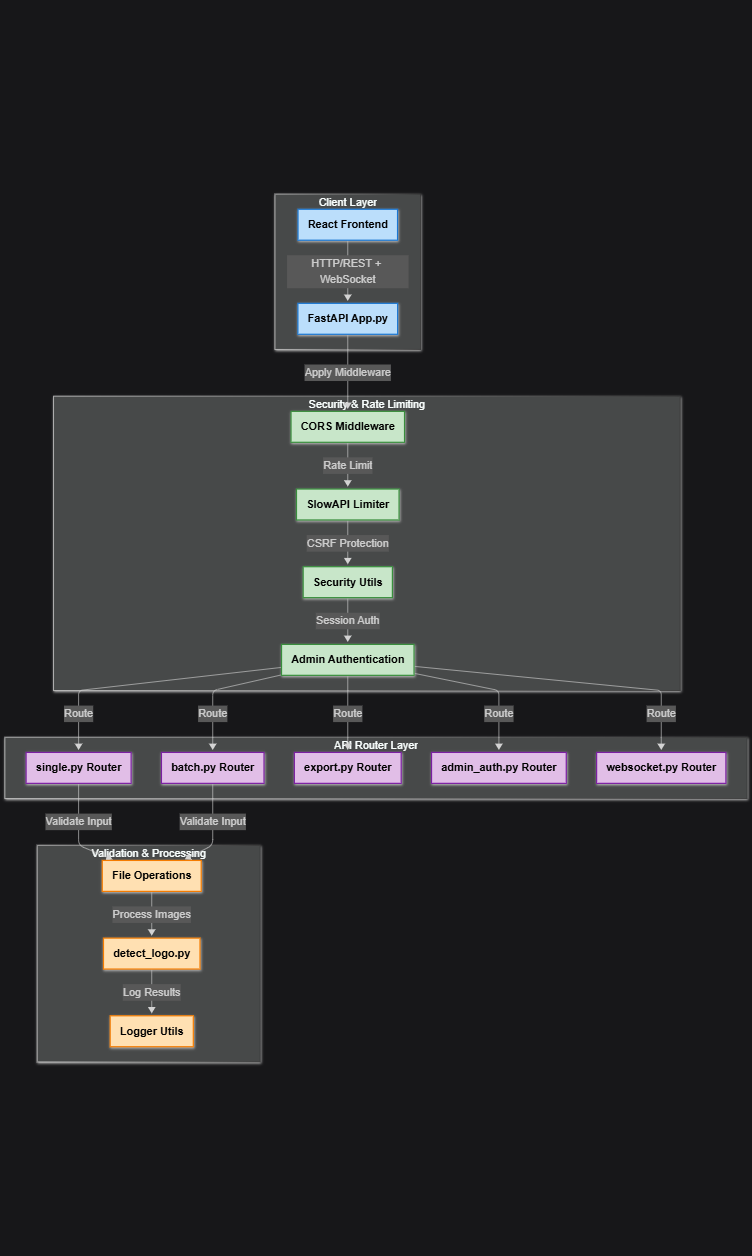 Client Layer
React Frontend
HTTP/REST +
WebSocket
FastAPI App.py
Apply Middleware
Security & Rate Limiting
CORS Middleware
Rate Limit
SlowAPI Limiter
CSRF Protection
Security Utils
Session Auth
Admin Authentication
Route Route Route Route Route
API Router Layer
single.py Router batch.py Router export.py Router admin_auth.py Router websocket.py Router
Validate Input Validate Input
Validation & Processing
File Operations
Process Images
detect_logo.py
Log Results
Logger Utils